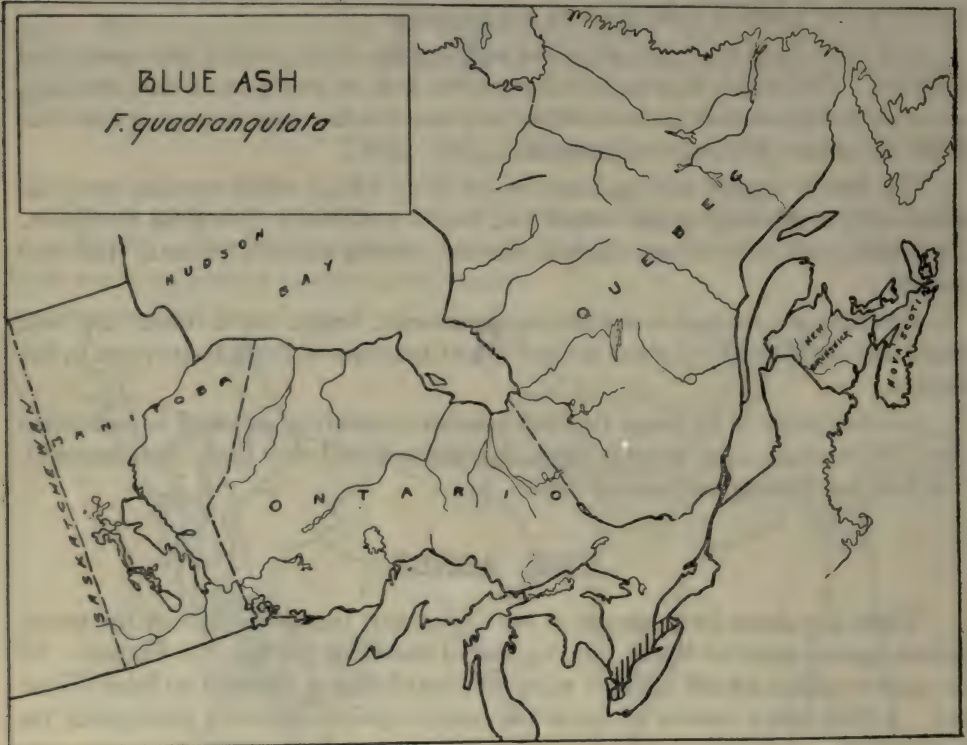 BLUE ASH
F. quadrangulata
HUDSON
BAY
QUEBEC
MANITOBA
SASKATCHEWAN
ONTARIO
NEW
BRUNSWICK
NOVA SCOTIA